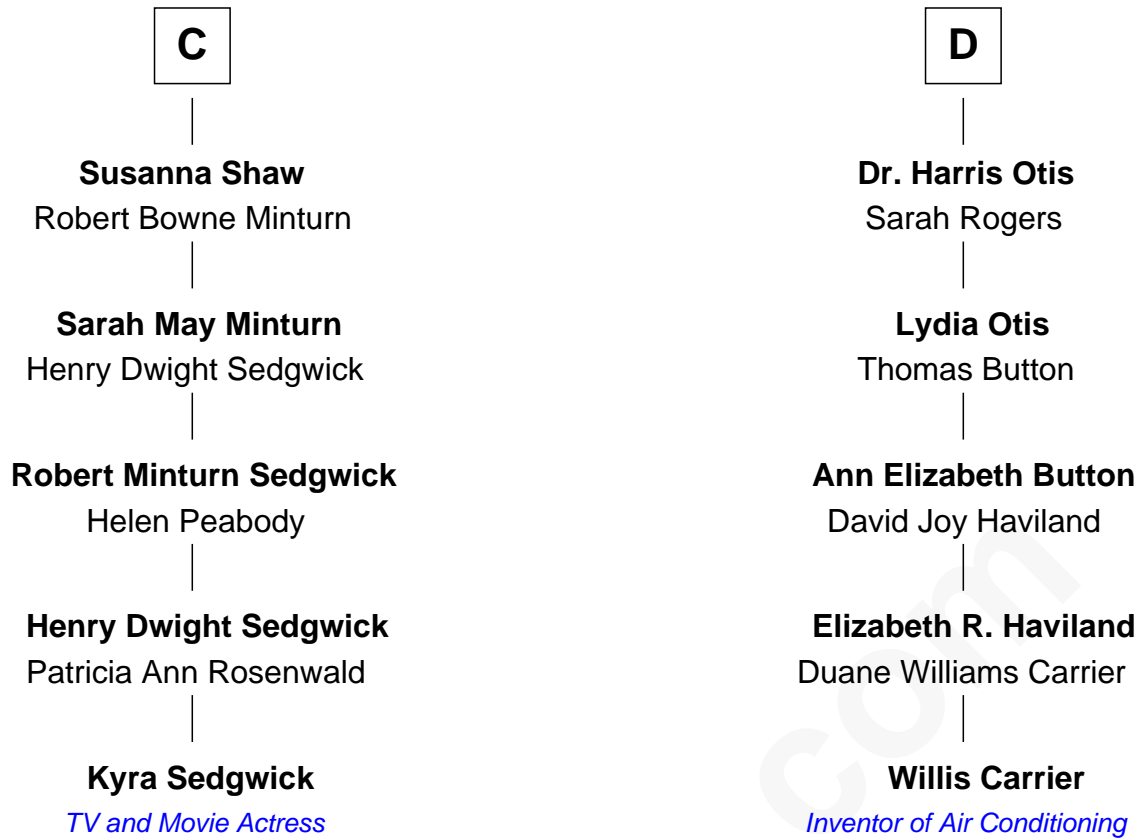 C
Susanna Shaw
Robert Bowne Minturn
Sarah May Minturn
Henry Dwight Sedgwick
Robert Minturn Sedgwick
Helen Peabody
Henry Dwight Sedgwick
Patricia Ann Rosenwald
Kyra Sedgwick
TV and Movie Actress
D
Dr. Harris Otis
Sarah Rogers
Lydia Otis
Thomas Button
Ann Elizabeth Button
David Joy Haviland
Elizabeth R. Haviland
Duane Williams Carrier
Willis Carrier
Inventor of Air Conditioning
com